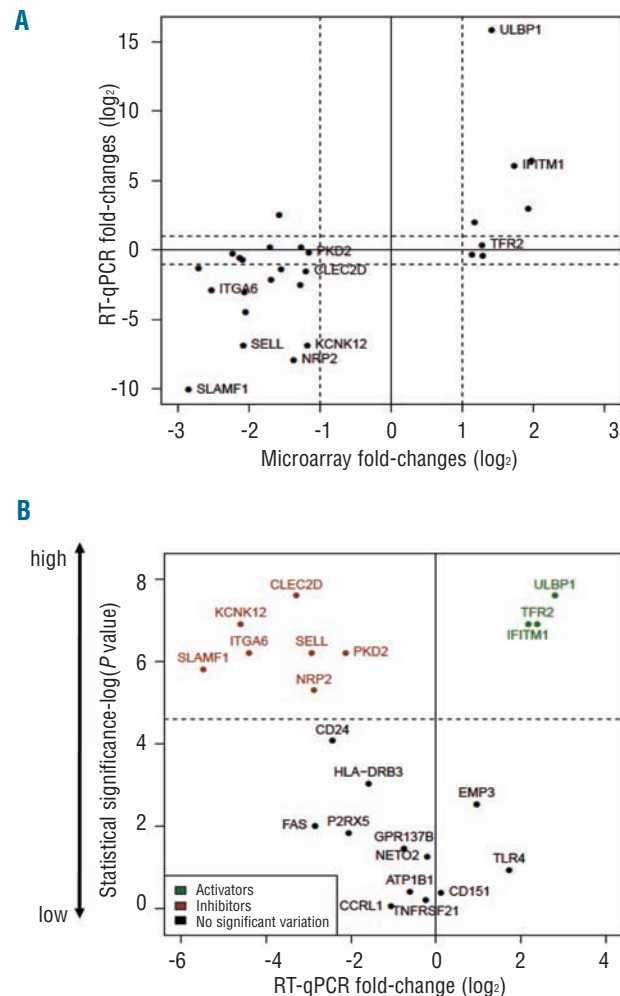 A
RT-qPCR fold-changes (log2)
15
10
5
0
-5
-10
ULBP1
IFITM1
TFR2
PKD2
CLEC2D
ITGA6
SELL
KCNK12
NRP2
SLAMF1
-3 -2 -1 0 1 2 3
Microarray fold-changes (log2)
B
high
low
Statistical significance-log(P value)
8
6
4
2
0
CLEC2D
ULBP1
KCNK12
TFR2
ITGA6
SELL
PKD2
IFITM1
SLAMF1
NRP2
CD24
HLA-DRB3
EMP3
FAS
P2RX5
GPR137B
NETO2
TLR4
ATP1B1
CD151
CCRL1
TNFRSF21
Activators
Inhibitors
No significant variation
-6 -4 -2 0 2 4
RT-qPCR fold-change (log2)